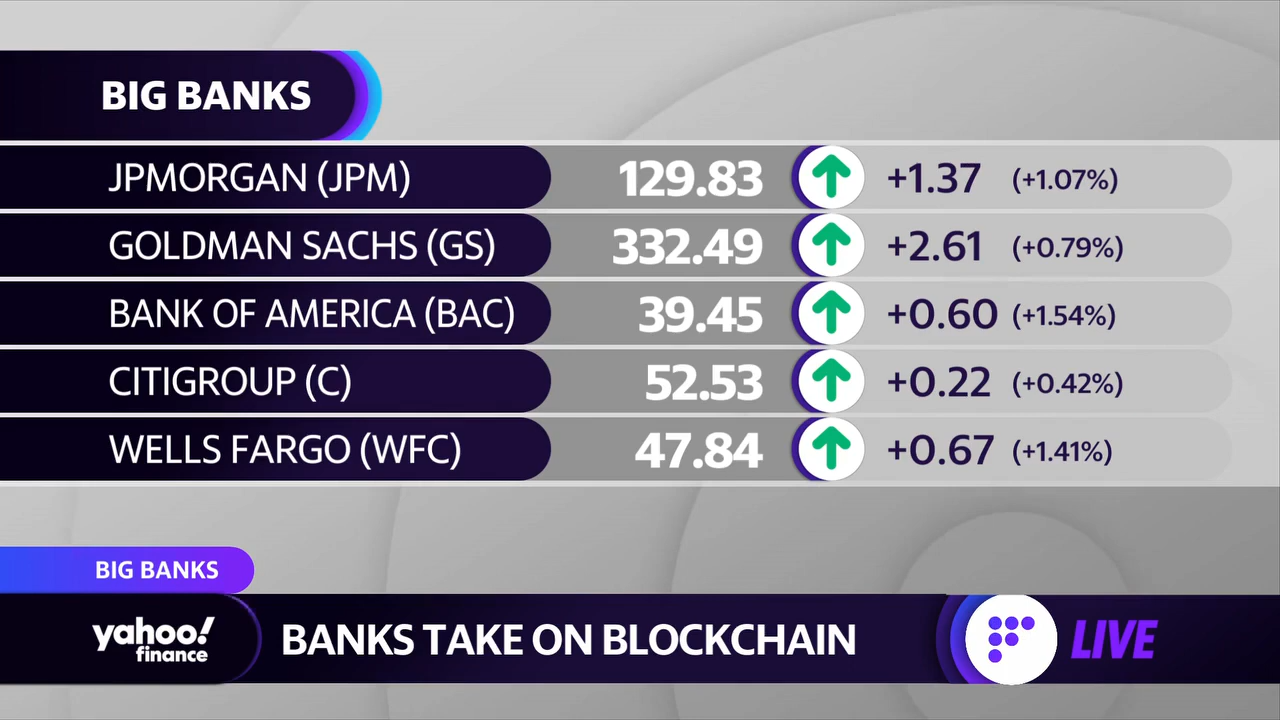 BIG BANKS
JPMORGAN (JPM) 129.83 +1.37 (+1.07%)
GOLDMAN SACHS (GS) 332.49 +2.61 (+0.79%)
BANK OF AMERICA (BAC) 39.45 +0.60 (+1.54%)
CITIGROUP (C) 52.53 +0.22 (+0.42%)
WELLS FARGO (WFC) 47.84 +0.67 (+1.41%)
BIG BANKS
yahoo!
finance
BANKS TAKE ON BLOCKCHAIN
LIVE